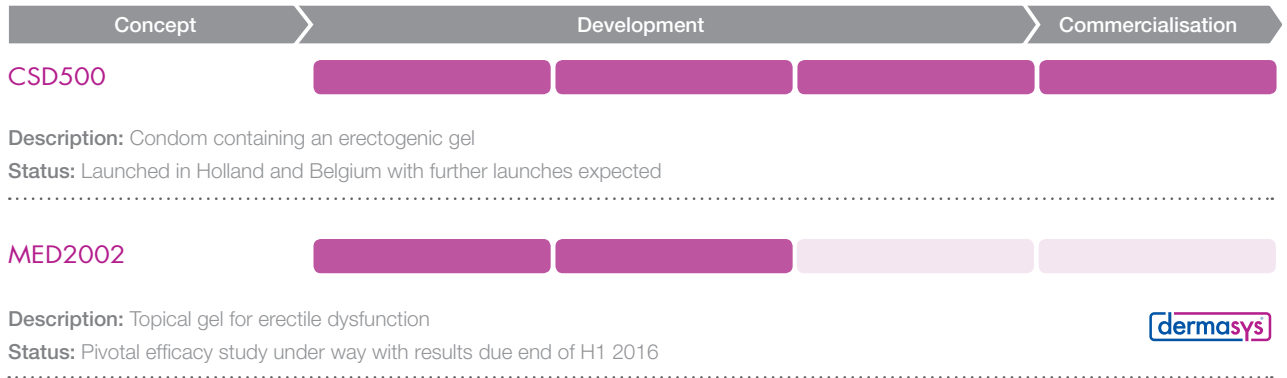 Concept Development Commercialisation
CSD500
Description: Condom containing an erectogenic gel
Status: Launched in Holland and Belgium with further launches expected
MED2002
Description: Topical gel for erectile dysfunction
dermasys
Status: Pivotal efficacy study under way with results due end of H1 2016